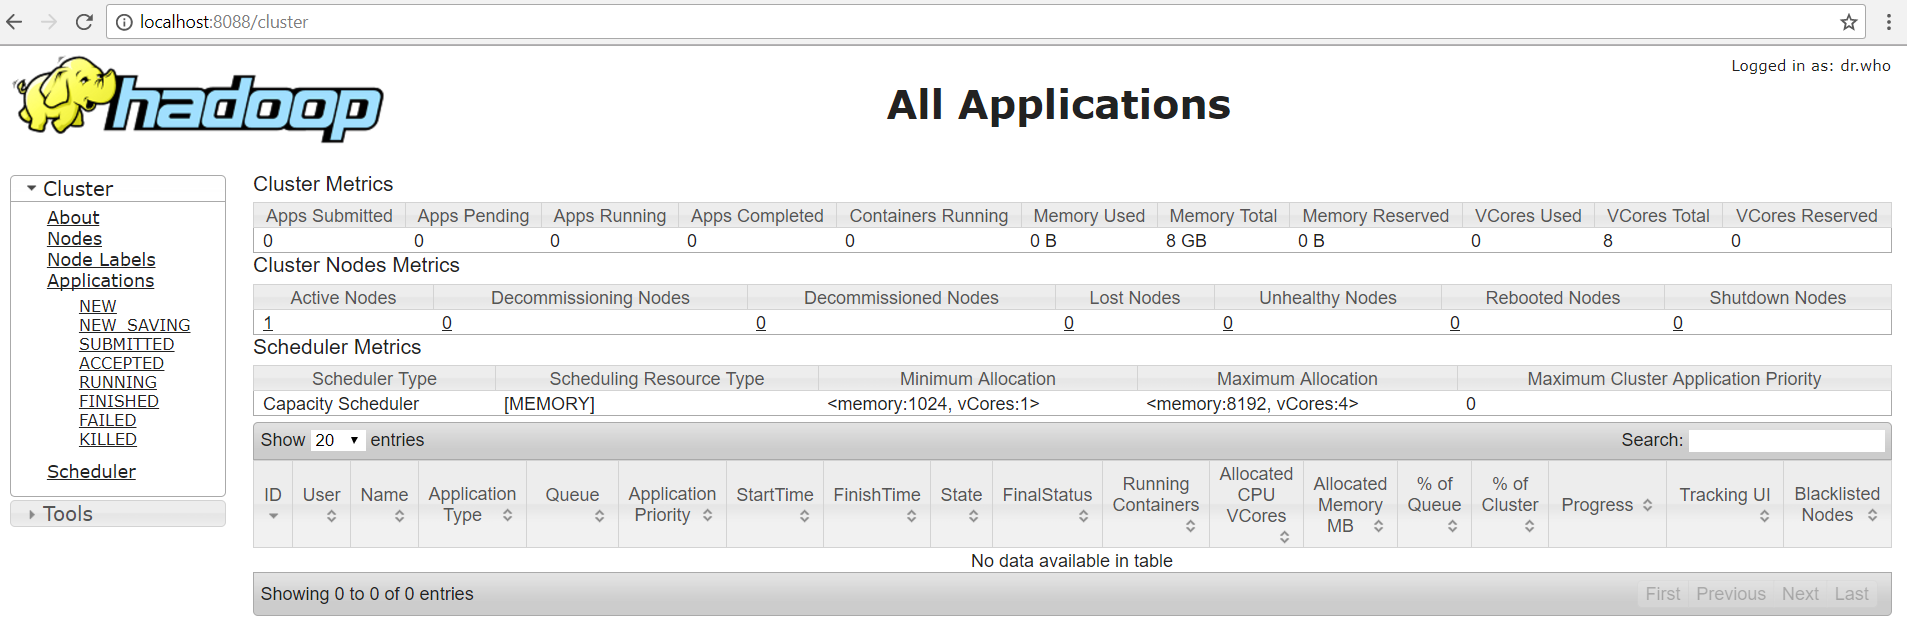 localhost:8088/cluster
Logged in as: dr.who
hadoop
All Applications
Cluster
About
Nodes
Node Labels
Applications
NEW
NEW_SAVING
SUBMITTED
ACCEPTED
RUNNING
FINISHED
FAILED
KILLED
Scheduler
Tools
Cluster Metrics
Apps Submitted Apps Pending Apps Running Apps Completed Containers Running Memory Used Memory Total Memory Reserved VCores Used VCores Total VCores Reserved
0 0 0 0 0 0 B 8 GB 0 B 0 8 0
Cluster Nodes Metrics
Active Nodes Decommissioning Nodes Decommissioned Nodes Lost Nodes Unhealthy Nodes Rebooted Nodes Shutdown Nodes
1 0 0 0 0 0 0
Scheduler Metrics
Scheduler Type Scheduling Resource Type Minimum Allocation Maximum Allocation Maximum Cluster Application Priority
Capacity Scheduler [MEMORY] <memory:1024, vCores:1> <memory:8192, vCores:4> 0
Show 20 entries Search:
ID User Name Application Type Queue Application Priority StartTime FinishTime State FinalStatus Running Containers Allocated CPU VCores Allocated Memory MB % of Queue % of Cluster Progress Tracking UI Blacklisted Nodes
No data available in table
Showing 0 to 0 of 0 entries First Previous Next Last